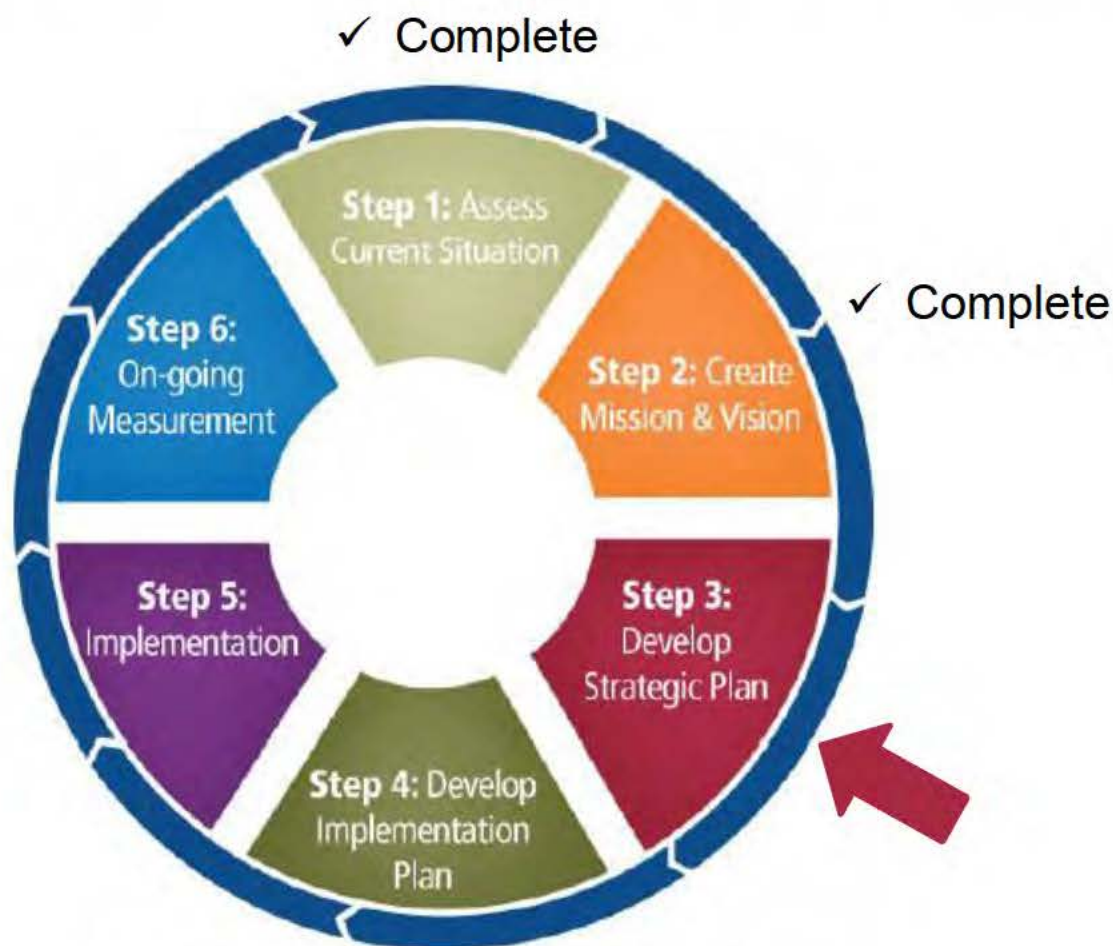 ✓ Complete
Step 1: Assess
Current Situation
✓ Complete
Step 2: Create
Mission & Vision
Step 3:
Develop
Strategic Plan
Step 4: Develop
Implementation
Plan
Step 5:
Implementation
Step 6:
On-going
Measurement